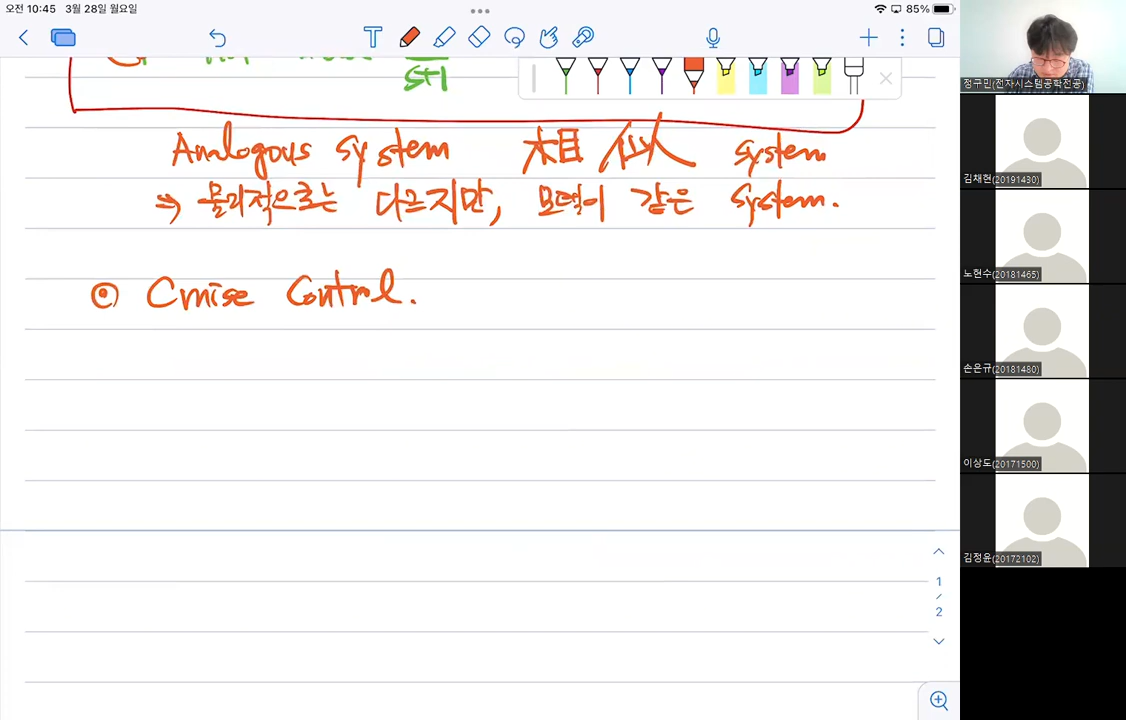 오전 10:45 3월 28일 월요일
85%
T
s+1
Analogous system 相似 system
⇒ 물리적으로는 다르지만, 모델이 같은 system.
⊙ Cruise Control.
1
/
2
정구민(전자시스템공학전공)
김채현(20191430)
노현수(20181465)
손은규(20181480)
이상도(20171500)
김정윤(20172102)